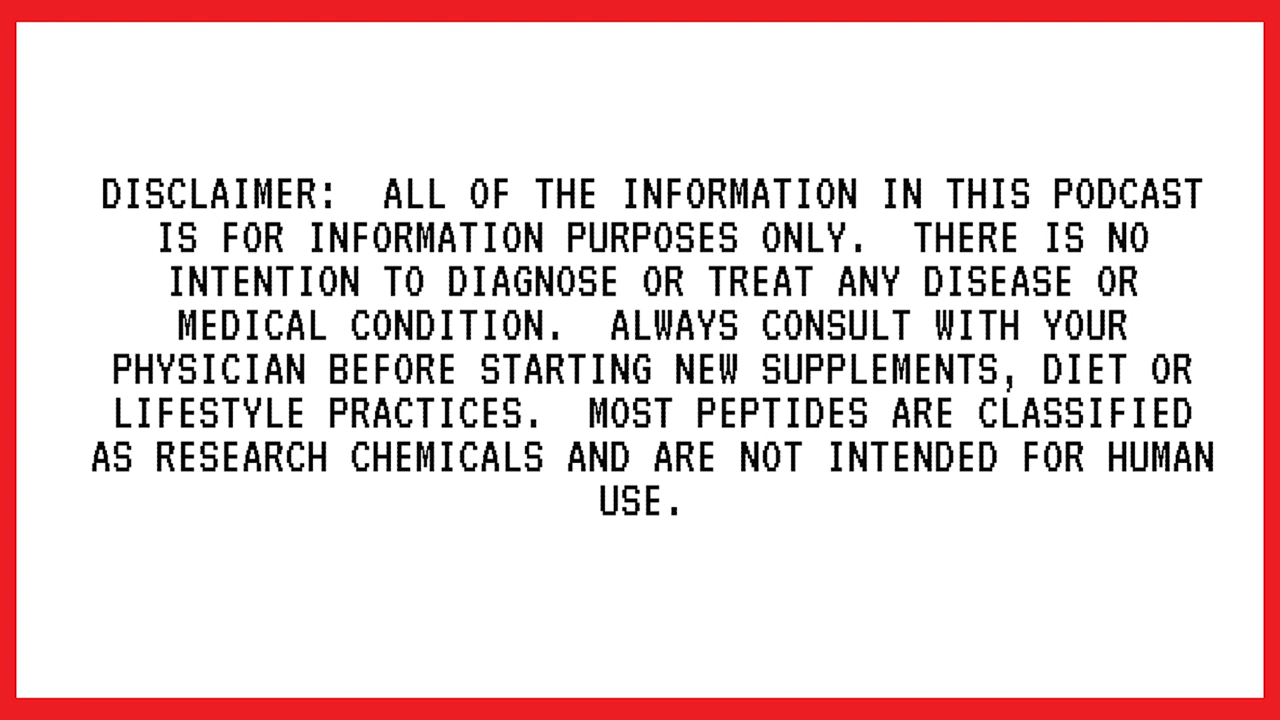 DISCLAIMER:  ALL OF THE INFORMATION IN THIS PODCAST
IS FOR INFORMATION PURPOSES ONLY.  THERE IS NO
INTENTION TO DIAGNOSE OR TREAT ANY DISEASE OR
MEDICAL CONDITION.  ALWAYS CONSULT WITH YOUR
PHYSICIAN BEFORE STARTING NEW SUPPLEMENTS, DIET OR
LIFESTYLE PRACTICES.  MOST PEPTIDES ARE CLASSIFIED
AS RESEARCH CHEMICALS AND ARE NOT INTENDED FOR HUMAN
USE.